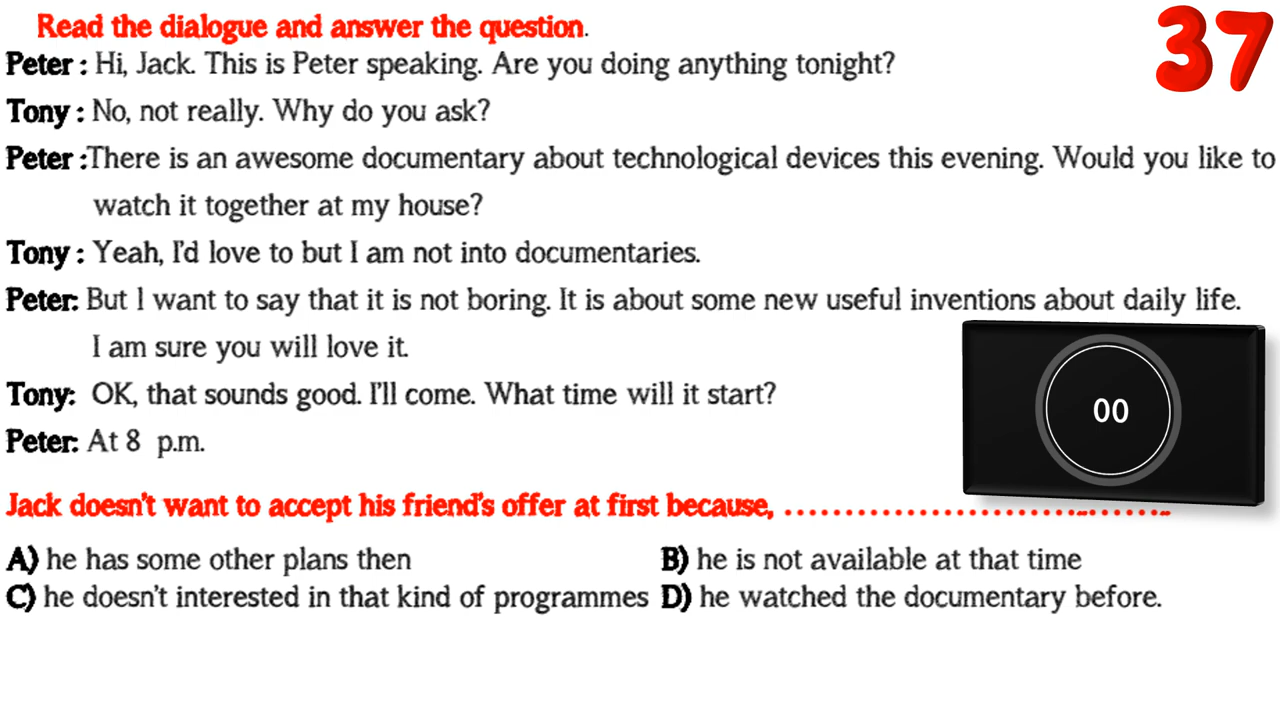 Read the dialogue and answer the question.
37
Peter : Hi, Jack. This is Peter speaking. Are you doing anything tonight?
Tony : No, not really. Why do you ask?
Peter :There is an awesome documentary about technological devices this evening. Would you like to
watch it together at my house?
Tony : Yeah, I'd love to but I am not into documentaries.
Peter: But I want to say that it is not boring. It is about some new useful inventions about daily life.
I am sure you will love it.
Tony: OK, that sounds good. I'll come. What time will it start?
Peter: At 8 p.m.
00
Jack doesn't want to accept his friend's offer at first because, ................................
A) he has some other plans then
B) he is not available at that time
C) he doesn't interested in that kind of programmes
D) he watched the documentary before.